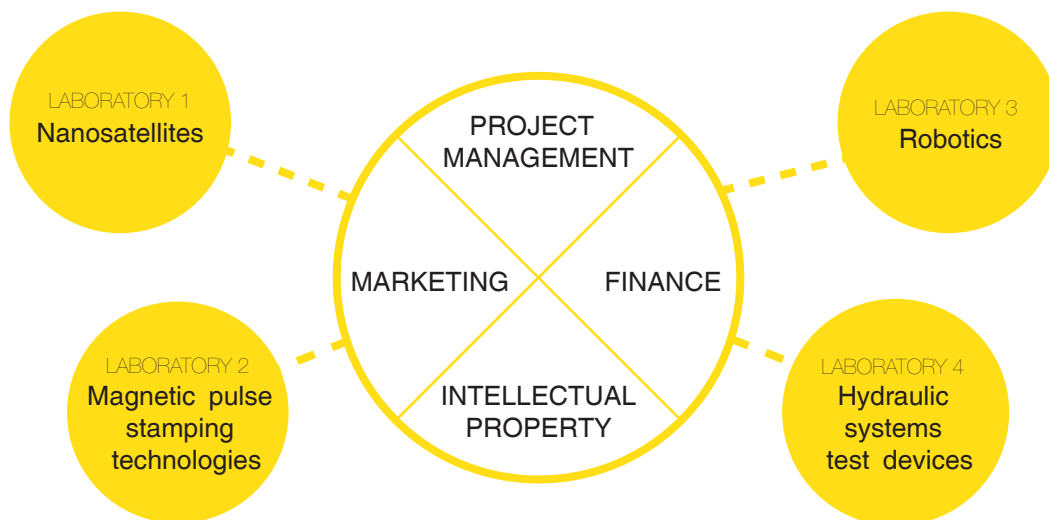 LABORATORY 1
Nanosatellites
LABORATORY 2
Magnetic pulse
stamping
technologies
PROJECT
MANAGEMENT
MARKETING
FINANCE
INTELLECTUAL
PROPERTY
LABORATORY 3
Robotics
LABORATORY 4
Hydraulic
systems
test devices